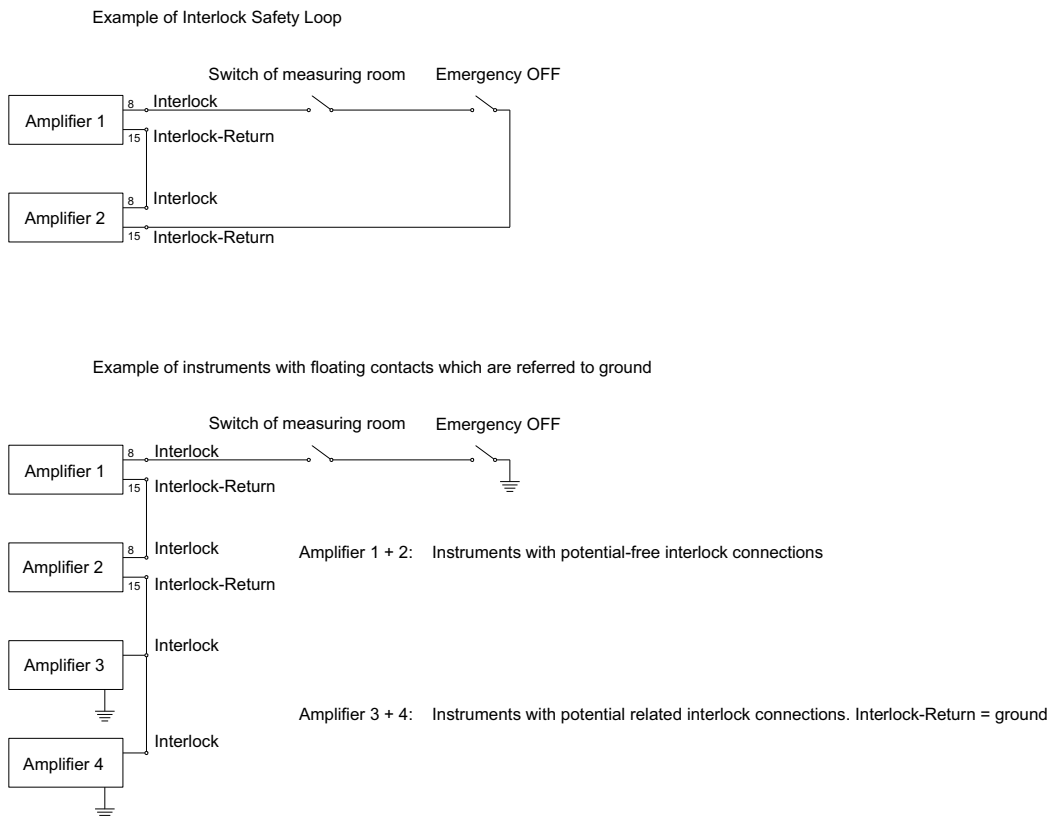 Example of Interlock Safety Loop
Switch of measuring room Emergency OFF
8 Interlock
Amplifier 1
15 Interlock-Return
8 Interlock
Amplifier 2
15 Interlock-Return
Example of instruments with floating contacts which are referred to ground
Switch of measuring room Emergency OFF
8 Interlock
Amplifier 1
15 Interlock-Return
8 Interlock
Amplifier 1 + 2: Instruments with potential-free interlock connections
Amplifier 2
15 Interlock-Return
Interlock
Amplifier 3
Amplifier 3 + 4: Instruments with potential related interlock connections. Interlock-Return = ground
Interlock
Amplifier 4